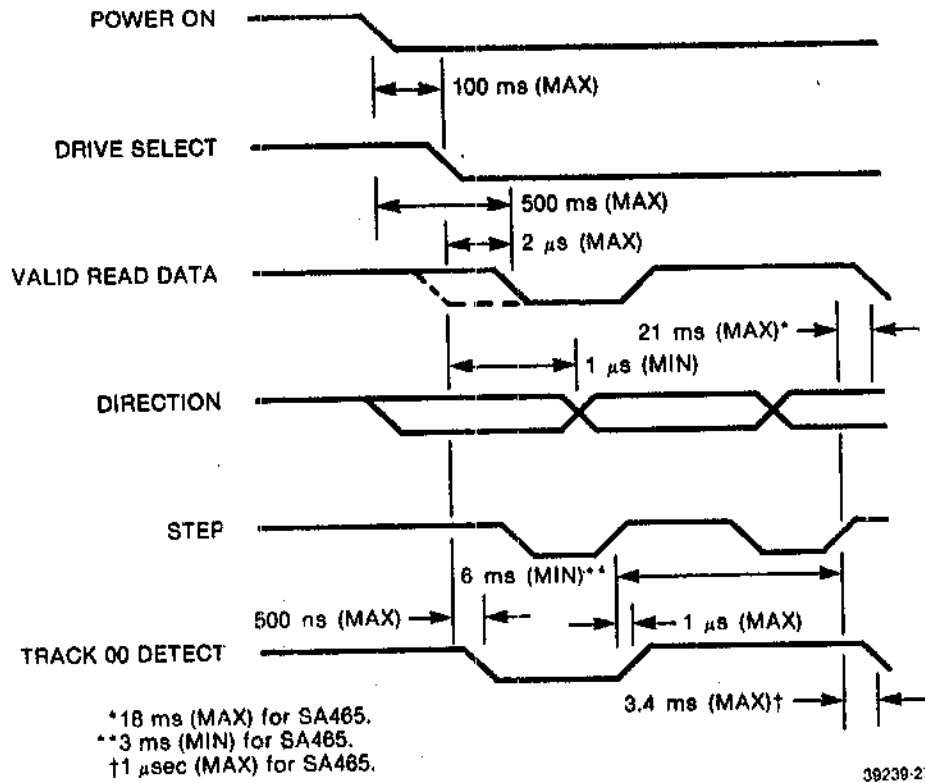 POWER ON
100 ms (MAX)
DRIVE SELECT
500 ms (MAX)
2 μs (MAX)
VALID READ DATA
21 ms (MAX)*
1 μs (MIN)
DIRECTION
STEP
6 ms (MIN)**
500 ns (MAX)
1 μs (MAX)
TRACK 00 DETECT
3.4 ms (MAX)†
*18 ms (MAX) for SA465.
**3 ms (MIN) for SA465.
†1 μsec (MAX) for SA465.